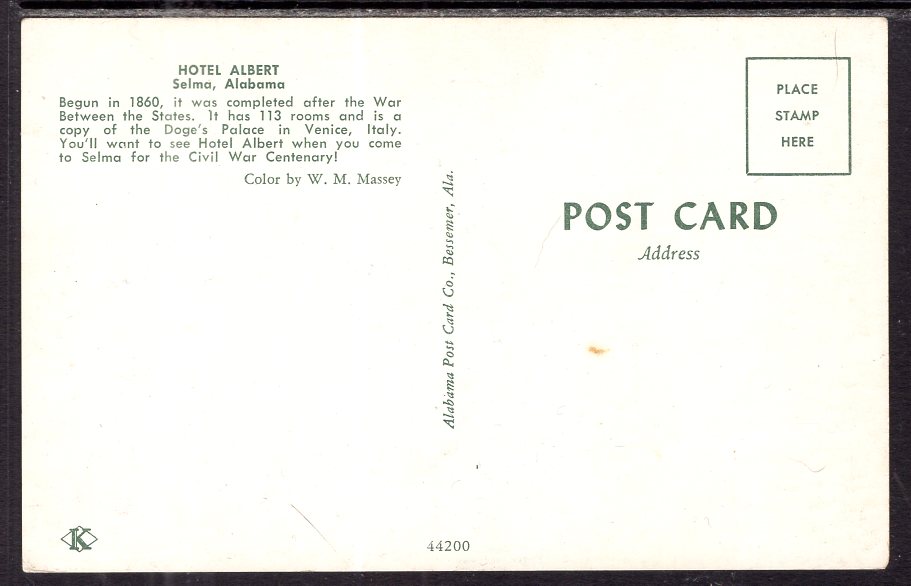 HOTEL ALBERT
Selma, Alabama
Begun in 1860, it was completed after the War
Between the States. It has 113 rooms and is a
copy of the Doge's Palace in Venice, Italy.
You'll want to see Hotel Albert when you come
to Selma for the Civil War Centenary!
Color by W. M. Massey
Alabama Post Card Co., Bessemer, Ala.
PLACE
STAMP
HERE
POST CARD
Address
K
44200